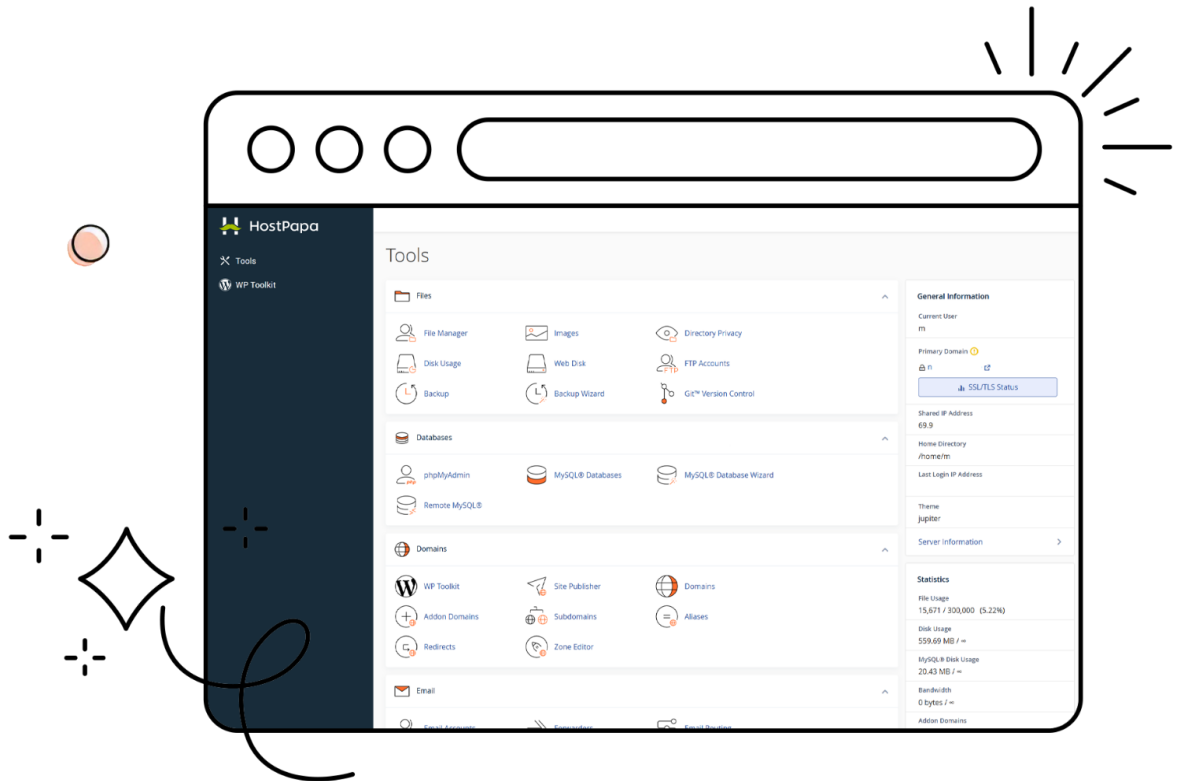 HostPapa
Tools
WP Toolkit
Tools
Files
File Manager
Images
Directory Privacy
Disk Usage
Web Disk
FTP Accounts
Backup
Backup Wizard
Git™ Version Control
Databases
phpMyAdmin
MySQL® Databases
MySQL® Database Wizard
Remote MySQL®
Domains
WP Toolkit
Site Publisher
Domains
Addon Domains
Subdomains
Aliases
Redirects
Zone Editor
Email
Email Accounts
Forwarders
Email Routing
General Information
Current User
m
Primary Domain
n
SSL/TLS Status
Shared IP Address
69.9
Home Directory
/home/m
Last Login IP Address
Theme
jupiter
Server Information
Statistics
File Usage
15,671 / 300,000 (5.22%)
Disk Usage
559.69 MB / ∞
MySQL® Disk Usage
20.43 MB / ∞
Bandwidth
0 bytes / ∞
Addon Domains